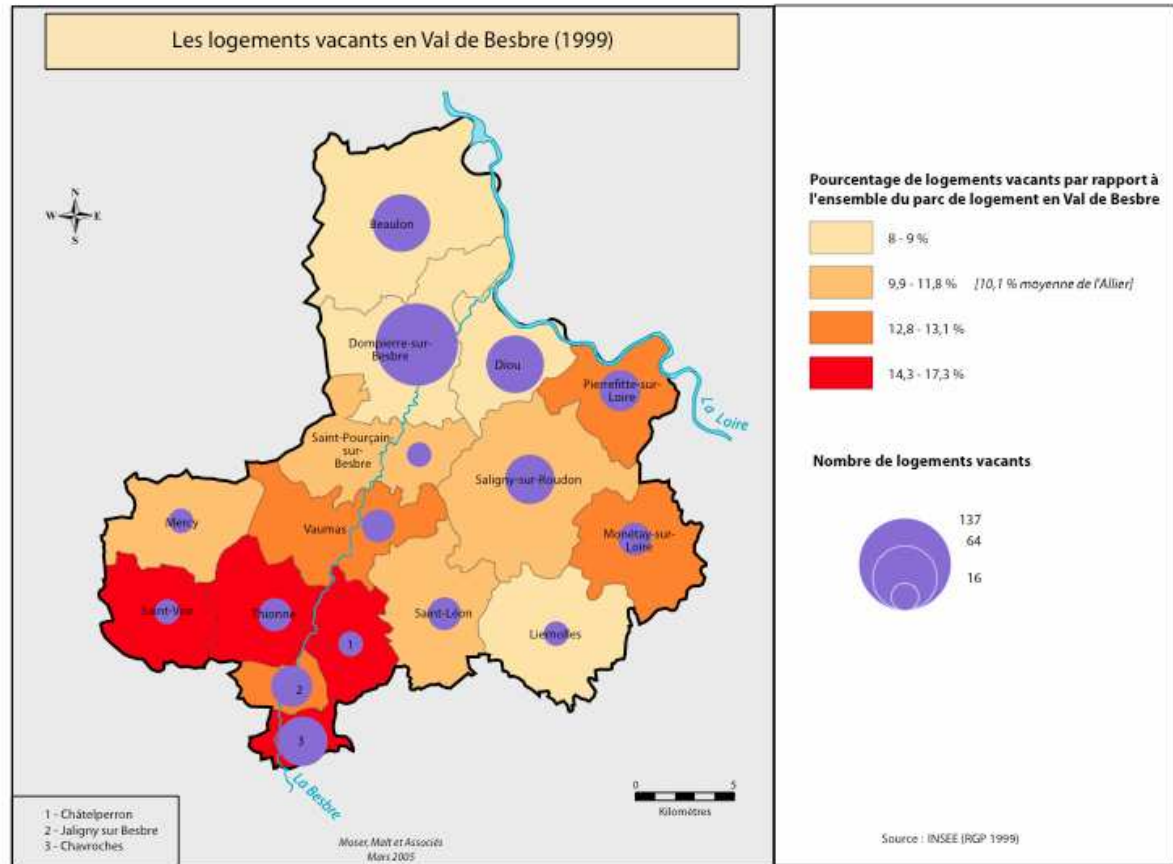 Les logements vacants en Val de Besbre (1999)
N
W E
S
Beaulon
Dompierre-sur-
Besbre
Diou
Pierrefitte-sur-
Loire
La Loire
Saint-Pourçain-
sur-
Besbre
Saligny-sur-Roudon
Mercy
Vaumas
Monétay-sur-
Loire
Saint-Voir
Thionne
1
Saint-Léon
Liernolles
2
3
La Besbre
0 5
Kilomètres
1 - Châtelperron
2 - Jaligny sur Besbre
3 - Chavroches
Moser, Malt et Associés
Mars 2005
Pourcentage de logements vacants par rapport à
l'ensemble du parc de logement en Val de Besbre
8 - 9 %
9,9 - 11,8 % [10,1 % moyenne de l'Allier]
12,8 - 13,1 %
14,3 - 17,3 %
Nombre de logements vacants
137
64
16
Source : INSEE (RGP 1999)